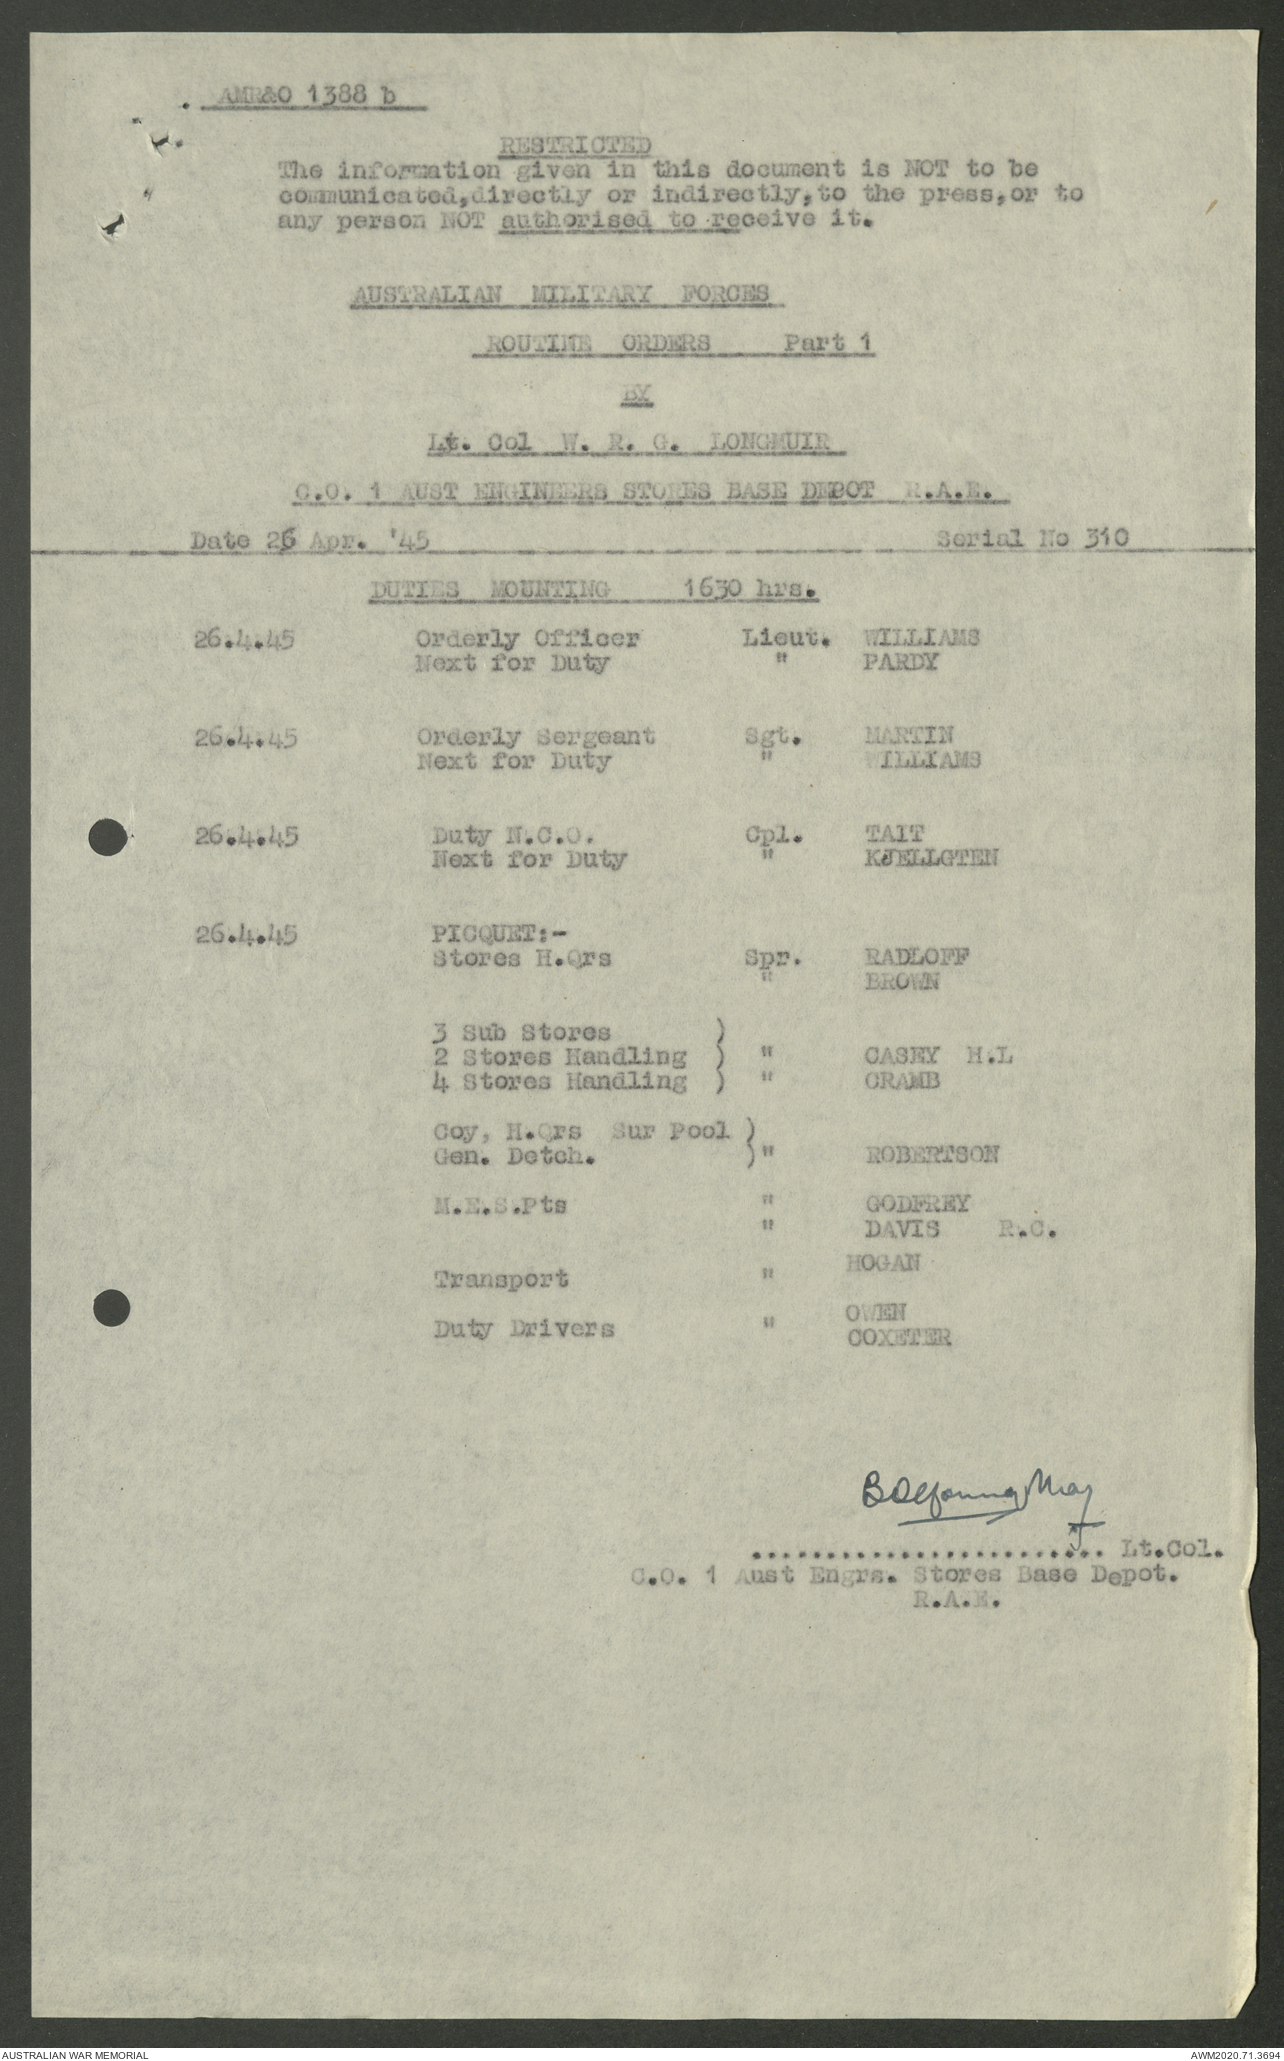 AMR&O 1388 b
RESTRICTED
The information given in this document is NOT to be
communicated,directly or indirectly,to the press,or to
any person NOT authorised to receive it.
AUSTRALIAN MILITARY FORCES
ROUTINE ORDERS Part 1
BY
Lt. Col W. R. G. LONGMUIR
C.O. 1 AUST ENGINEERS STORES BASE DEPOT R.A.E.
Date 26 Apr. '45 Serial No 310
DUTIES MOUNTING 1630 hrs.
26.4.45 Orderly Officer Lieut. WILLIAMS
Next for Duty " PARDY
26.4.45 Orderly Sergeant Sgt. MARTIN
Next for Duty " WILLIAMS
26.4.45 Duty N.C.O. Cpl. TAIT
Next for Duty " KJELLGTEN
26.4.45 PICQUET:-
Stores H.Qrs Spr. RADLOFF
" BROWN
3 Sub Stores )
2 Stores Handling ) " CASEY M.L
4 Stores Handling ) " CRAMB
Coy, H.Qrs Sur Pool )
Gen. Detch. )" ROBERTSON
M.E.S.Pts " GODFREY
" DAVIS R.C.
Transport " HOGAN
Duty Drivers " OWEN
COXETER
Young Maj
........................ Lt.Col.
C.O. 1 Aust Engrs. Stores Base Depot.
R.A.E.
AUSTRALIAN WAR MEMORIAL AWM2020.71.3694